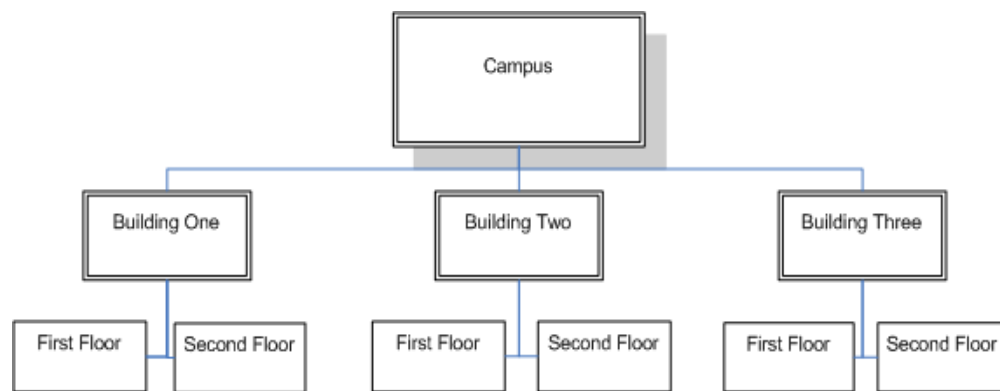 Campus
Building One
Building Two
Building Three
First Floor
Second Floor
First Floor
Second Floor
First Floor
Second Floor